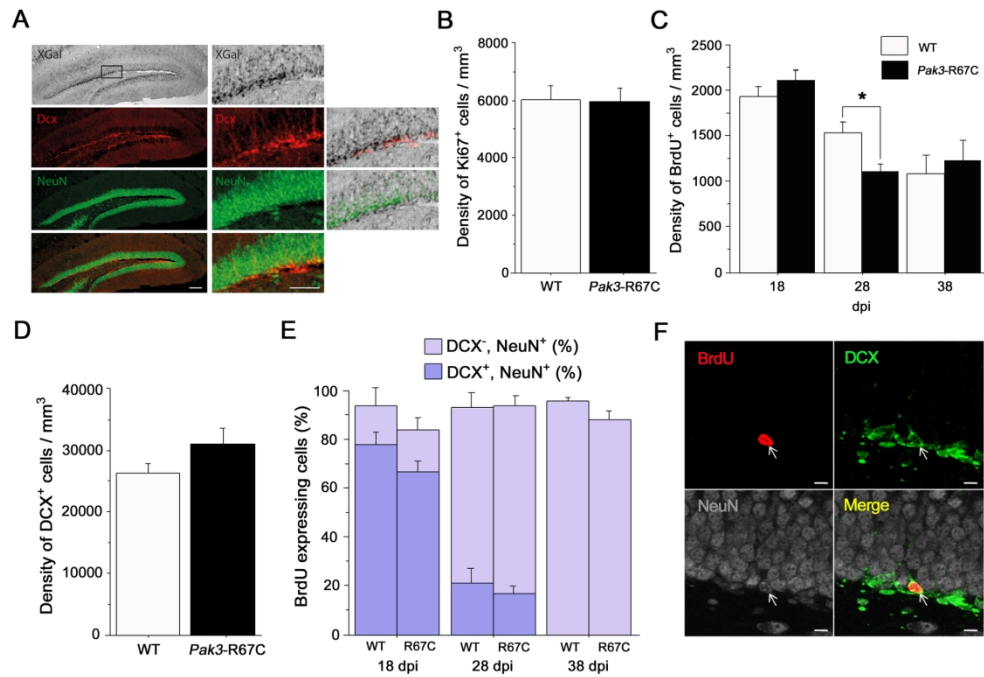 A
XGal
Dcx
Dcx
NeuN
NeuN
B
Density of Ki67⁺ cells / mm³
8000
6000
4000
2000
0
WT
Pak3-R67C
C
Density of BrdU⁺ cells / mm³
2500
2000
1500
1000
500
0
*
WT
Pak3-R67C
18
28
38
dpi
D
Density of DCX⁺ cells / mm³
40000
30000
20000
10000
0
WT
Pak3-R67C
E
DCX⁻, NeuN⁺ (%)
DCX⁺, NeuN⁺ (%)
BrdU expressing cells (%)
100
80
60
40
20
0
WT R67C WT R67C WT R67C
18 dpi 28 dpi 38 dpi
F
BrdU
DCX
NeuN
Merge